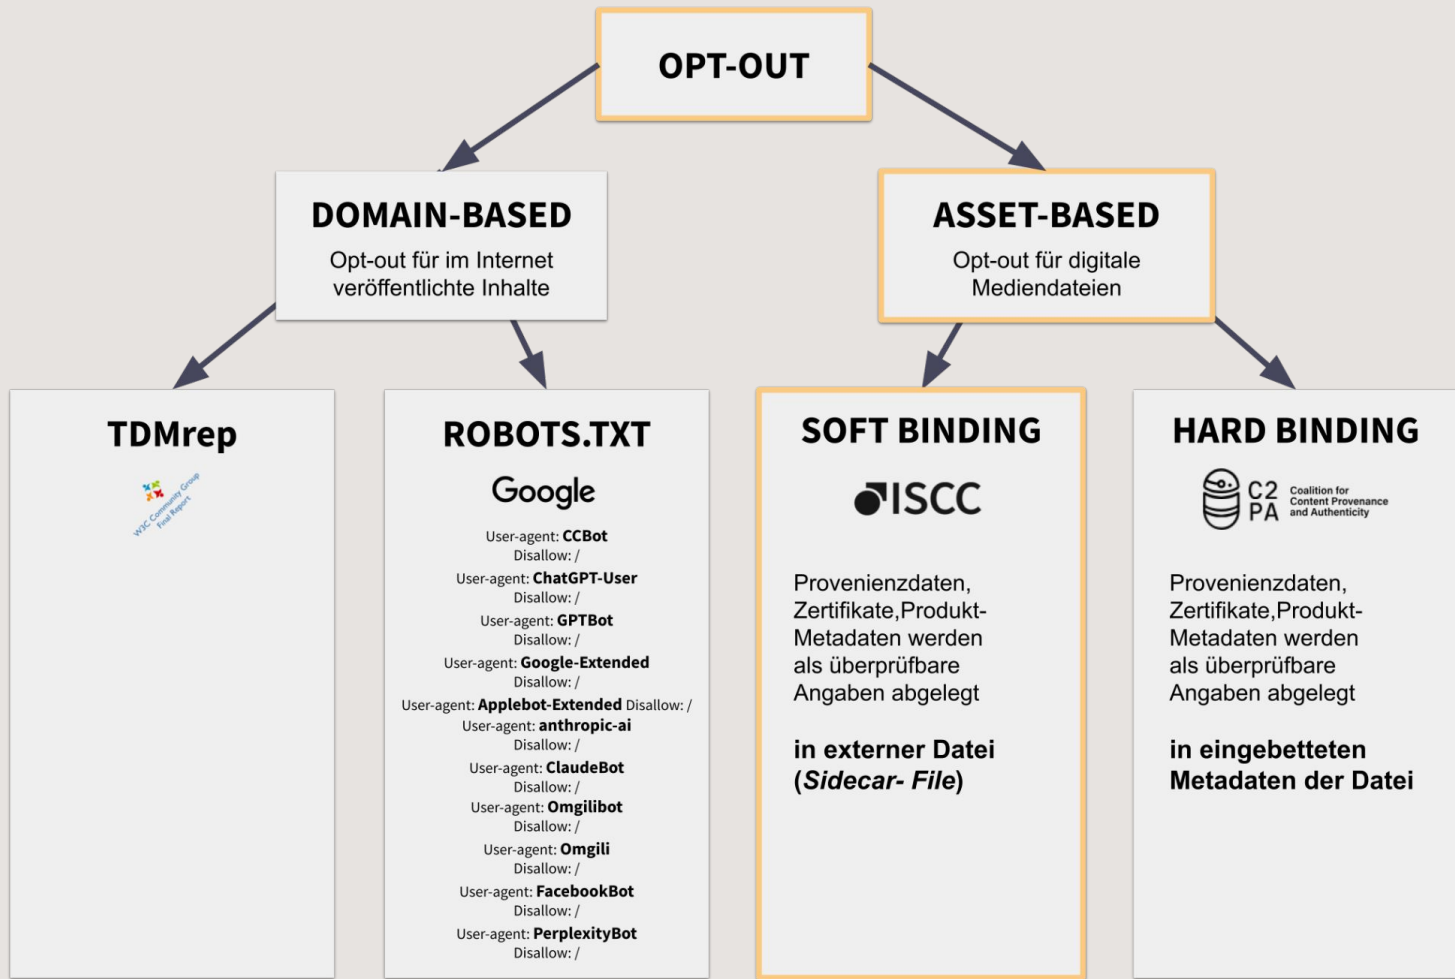 OPT-OUT
DOMAIN-BASED
Opt-out für im Internet
veröffentlichte Inhalte
ASSET-BASED
Opt-out für digitale
Mediendateien
TDMrep
W3C Community Group
Final Report
ROBOTS.TXT
Google
User-agent: CCBot
Disallow: /
User-agent: ChatGPT-User
Disallow: /
User-agent: GPTBot
Disallow: /
User-agent: Google-Extended
Disallow: /
User-agent: Applebot-Extended Disallow: /
User-agent: anthropic-ai
Disallow: /
User-agent: ClaudeBot
Disallow: /
User-agent: Omgilibot
Disallow: /
User-agent: Omgili
Disallow: /
User-agent: FacebookBot
Disallow: /
User-agent: PerplexityBot
Disallow: /
SOFT BINDING
ISCC
Provenienzdaten,
Zertifikate,Produkt-
Metadaten werden
als überprüfbare
Angaben abgelegt
in externer Datei
(Sidecar- File)
HARD BINDING
C2
PA
Coalition for
Content Provenance
and Authenticity
Provenienzdaten,
Zertifikate,Produkt-
Metadaten werden
als überprüfbare
Angaben abgelegt
in eingebetteten
Metadaten der Datei